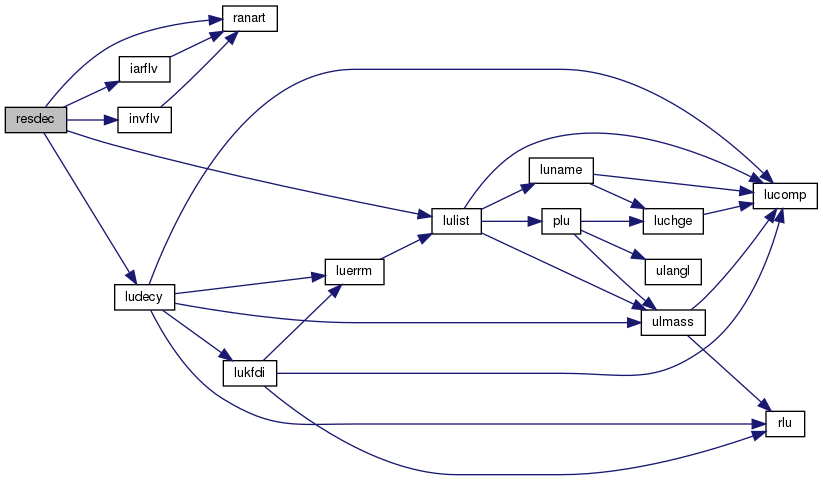 ranart
iarflv
resdec
invflv
luname
lucomp
lulist
plu
luchge
luerrm
ulangl
ludecy
ulmass
lukfdi
rlu